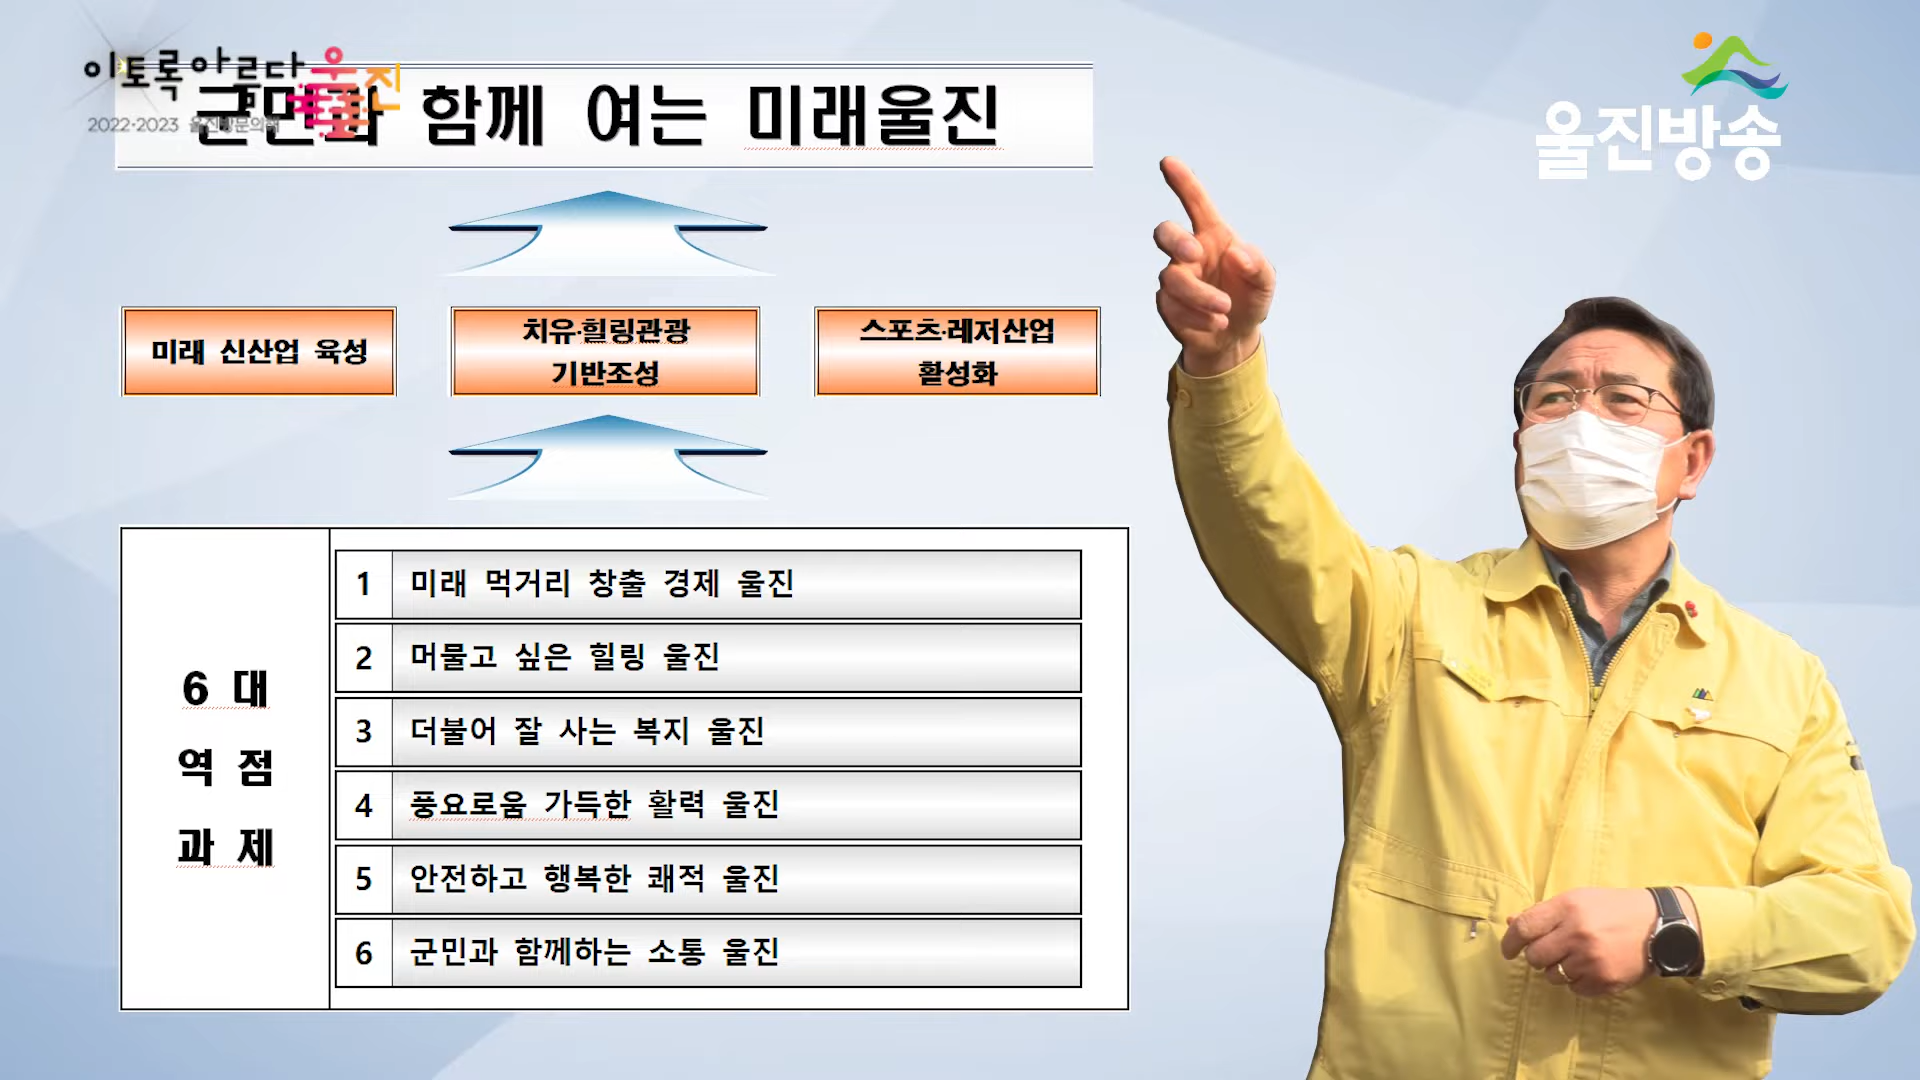 이토록아름다운울진
2022·2023 울진방문의해
군민과 함께 여는 미래울진
울진방송
미래 신산업 육성
치유·힐링관광
기반조성
스포츠·레저산업
활성화
6 대
역 점
과 제
1 미래 먹거리 창출 경제 울진
2 머물고 싶은 힐링 울진
3 더불어 잘 사는 복지 울진
4 풍요로움 가득한 활력 울진
5 안전하고 행복한 쾌적 울진
6 군민과 함께하는 소통 울진